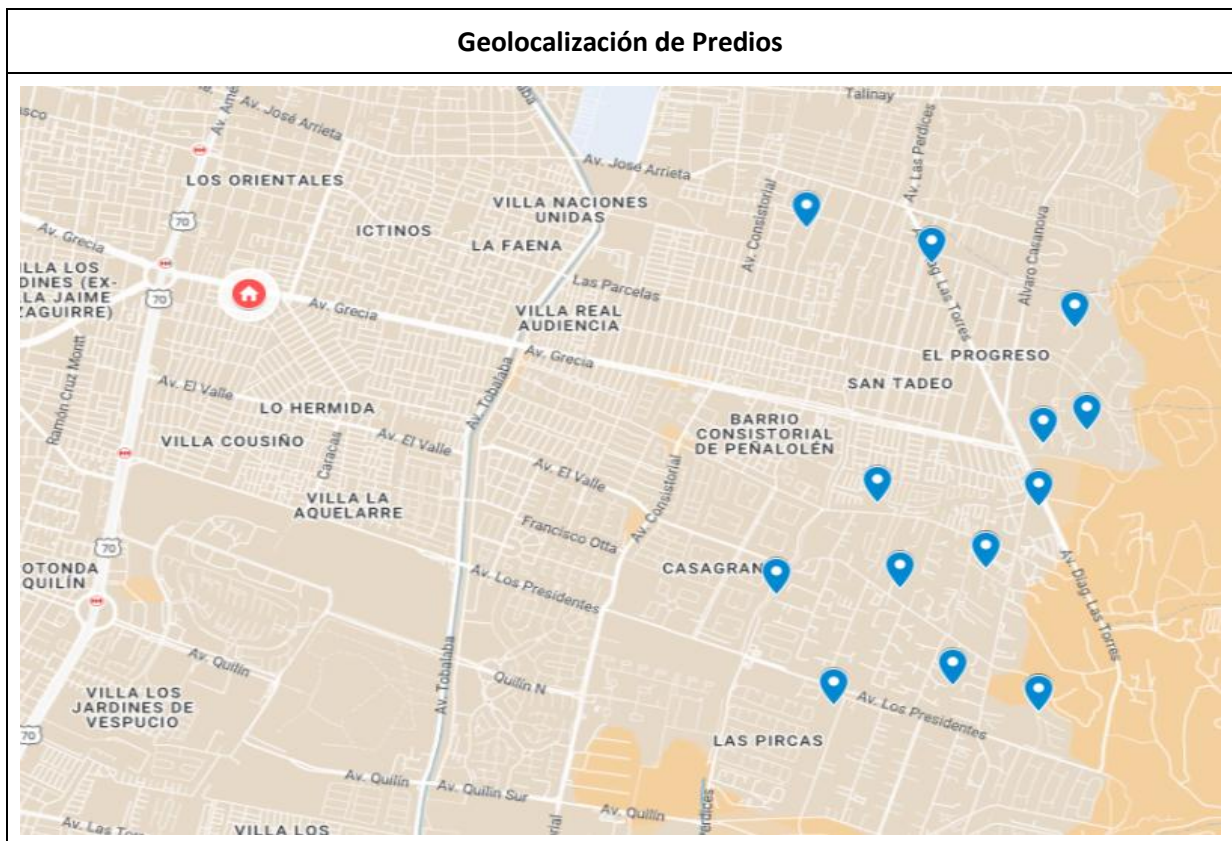 Geolocalización de Predios
Talinay
Av. José Arrieta
Av. José Arrieta
Av. Las Perdices
LOS ORIENTALES
VILLA NACIONES
UNIDAS
70
ICTINOS
LA FAENA
Av. Consistorial
Av. Grecia
Alvaro Casanova
Las Parcelas
70
Av. Grecia
VILLA REAL
AUDIENCIA
Av. Grecia
EL PROGRESO
SAN TADEO
Ramón Cruz Montt
Av. El Valle
Av. Tobalaba
LO HERMIDA
BARRIO
CONSISTORIAL
DE PEÑALOLÉN
VILLA COUSIÑO
Caracas
Av. El Valle
Av. El Valle
Av. Consistorial
VILLA LA
AQUELARRE
Francisco Otta
70
CASAGRAN
Av. Los Presidentes
Av. Diag. Las Torres
Av. Quilín
Av. Tobalaba
Quilín N
VILLA LOS
JARDINES DE
VESPUCIO
Av. Los Presidentes
70
LAS PIRCAS
Av. Quilín
Av. Quilín Sur
Av. Quilín
VILLA LOS